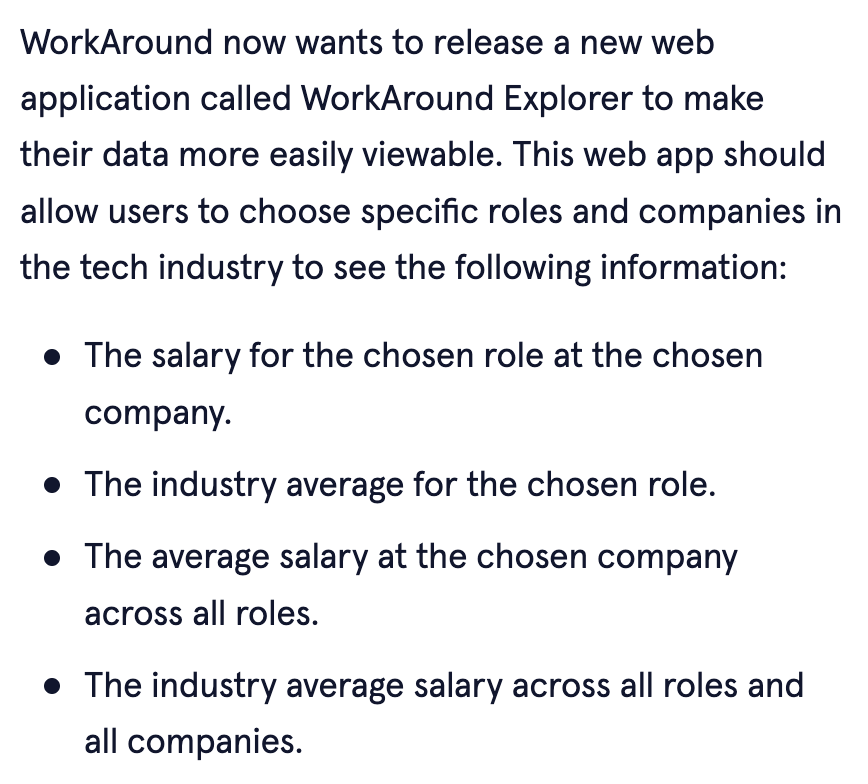 WorkAround now wants to release a new web
application called WorkAround Explorer to make
their data more easily viewable. This web app should
allow users to choose specific roles and companies in
the tech industry to see the following information:
● The salary for the chosen role at the chosen
company.
● The industry average for the chosen role.
● The average salary at the chosen company
across all roles.
● The industry average salary across all roles and
all companies.